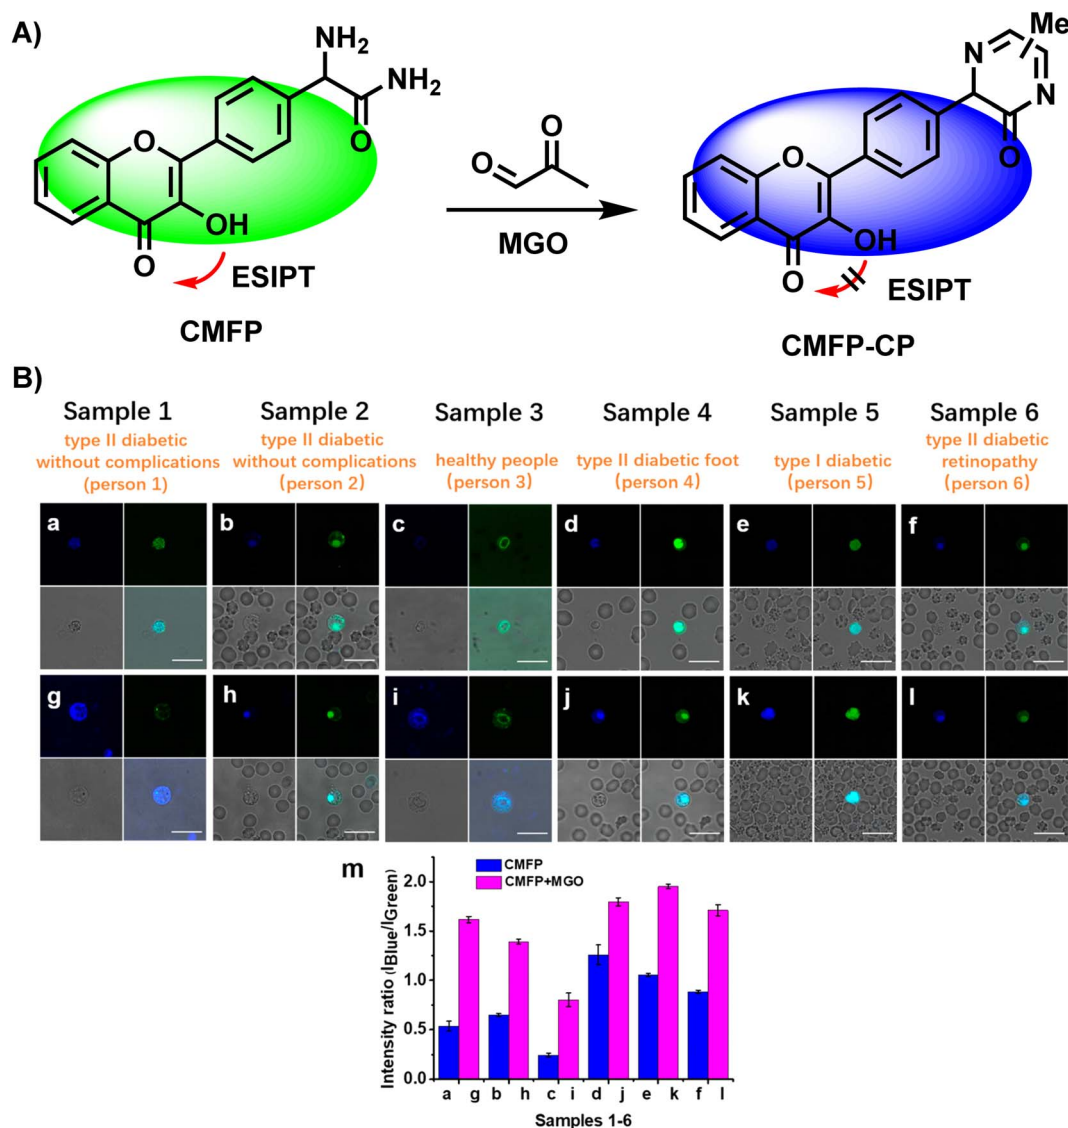 A)
NH₂
NH₂
O
O
OH
O
ESIPT
CMFP
O
O
MGO
Me
N
N
O
O
OH
O
ESIPT
CMFP-CP
B)
Sample 1
type II diabetic
without complications
(person 1)
Sample 2
type II diabetic
without complications
(person 2)
Sample 3
healthy people
(person 3)
Sample 4
type II diabetic foot
(person 4)
Sample 5
type I diabetic
(person 5)
Sample 6
type II diabetic
retinopathy
(person 6)
a
b
c
d
e
f
g
h
i
j
k
l
m
CMFP
CMFP+MGO
Intensity ratio (IBlue/IGreen)
2.0
1.5
1.0
0.5
0.0
a g b h c i d j e k f l
Samples 1-6